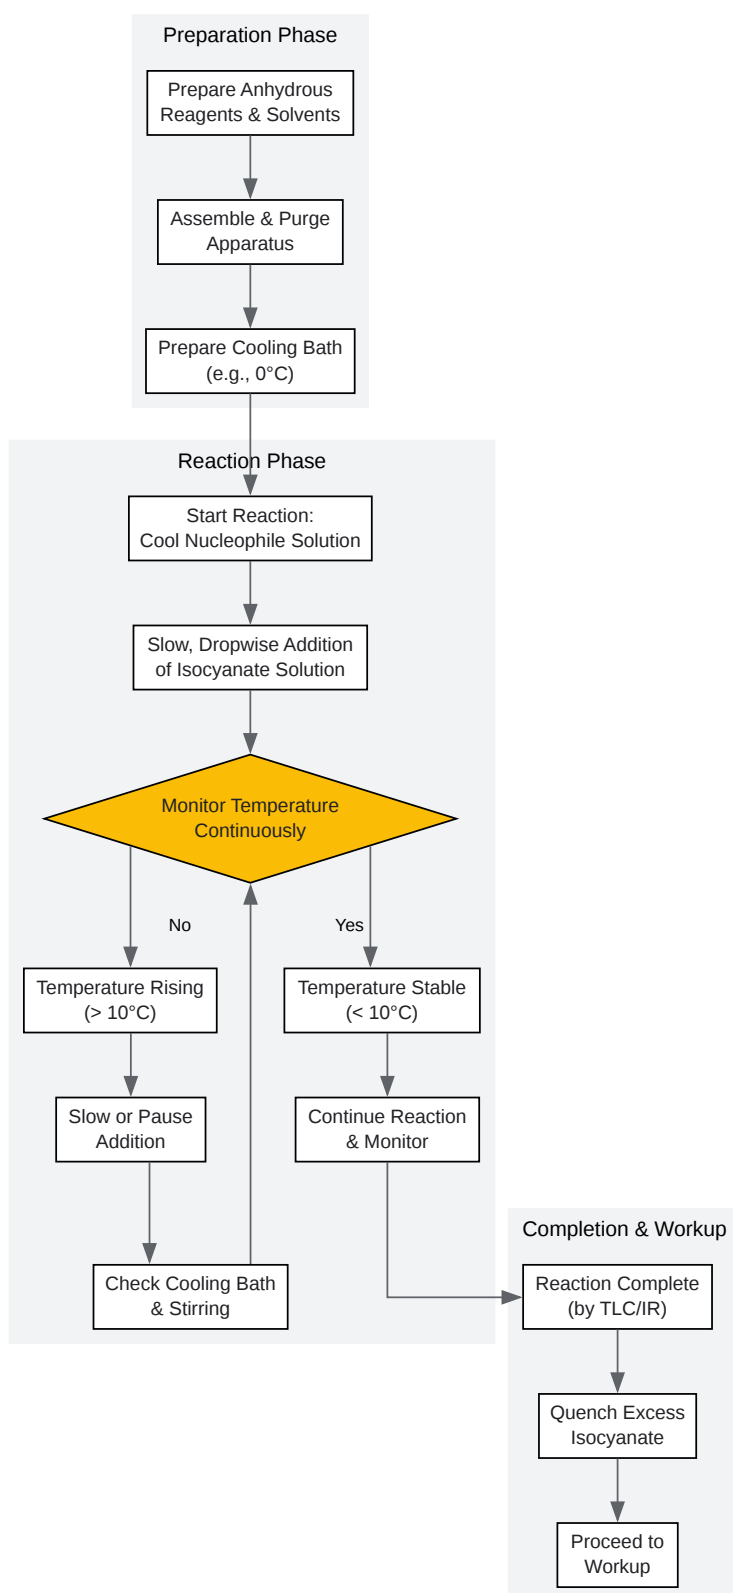 Preparation Phase
Prepare Anhydrous
Reagents & Solvents
Assemble & Purge
Apparatus
Prepare Cooling Bath
(e.g., 0°C)
Reaction Phase
Start Reaction:
Cool Nucleophile Solution
Slow, Dropwise Addition
of Isocyanate Solution
Monitor Temperature
Continuously
No
Yes
Temperature Rising
(> 10°C)
Temperature Stable
(< 10°C)
Slow or Pause
Addition
Continue Reaction
& Monitor
Check Cooling Bath
& Stirring
Completion & Workup
Reaction Complete
(by TLC/IR)
Quench Excess
Isocyanate
Proceed to
Workup